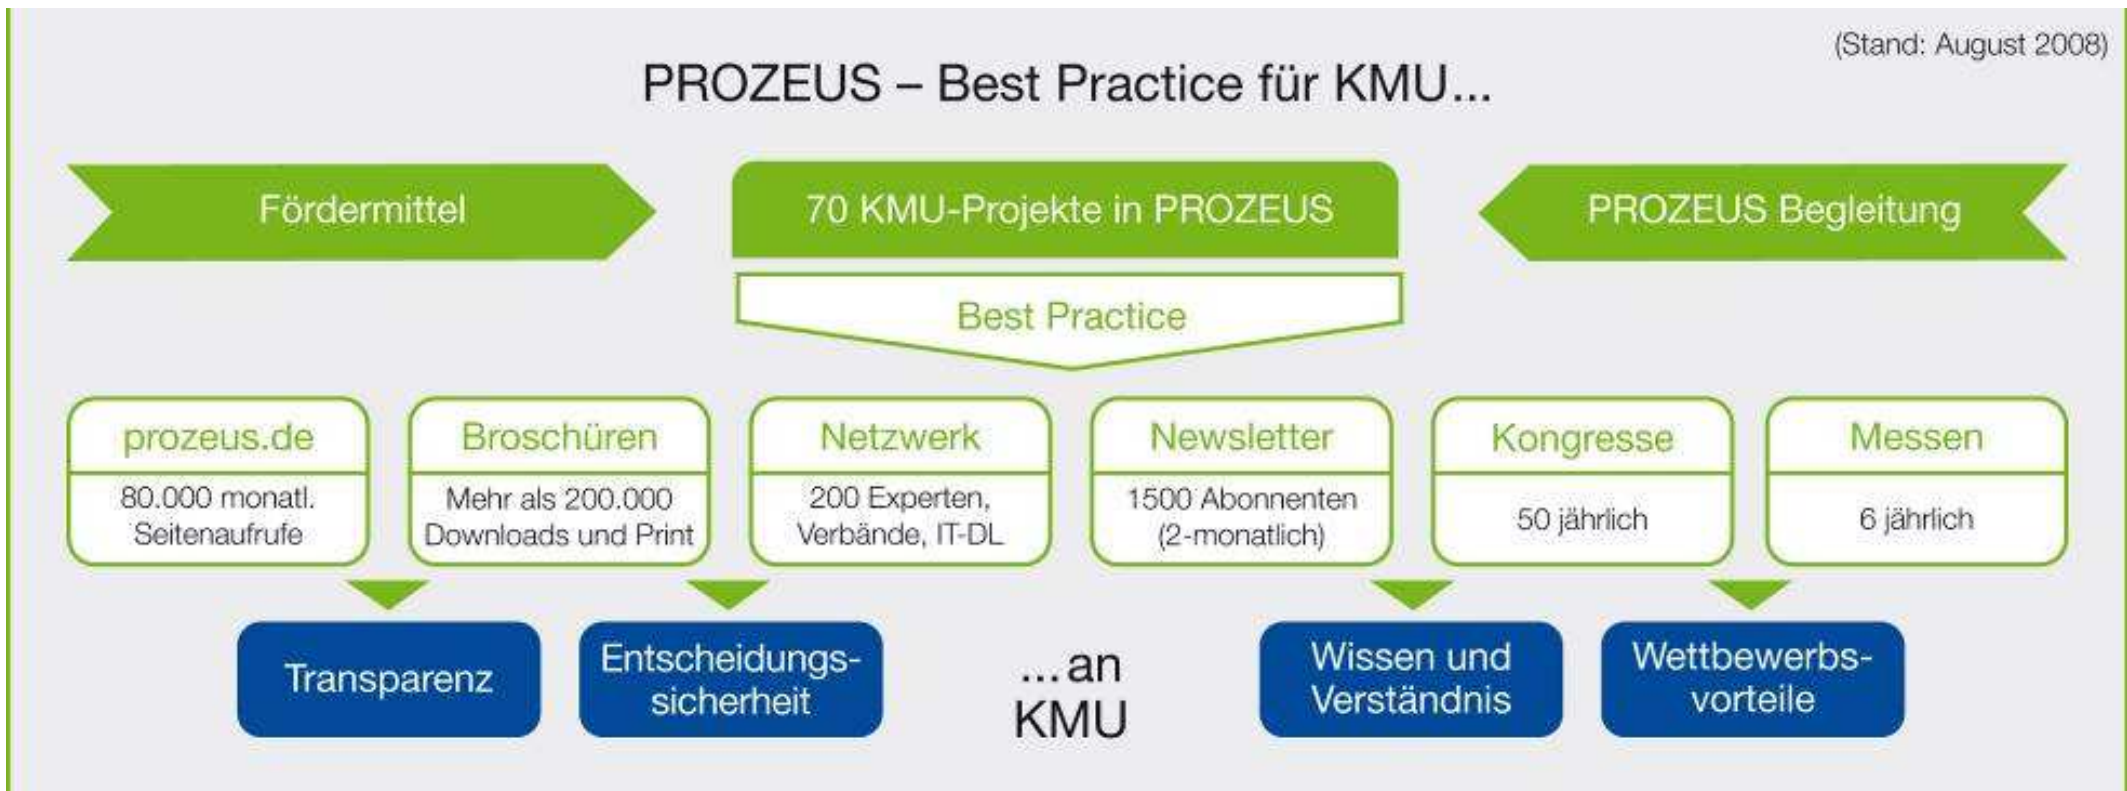 (Stand: August 2008)
PROZEUS – Best Practice für KMU...
Fördermittel
70 KMU-Projekte in PROZEUS
PROZEUS Begleitung
Best Practice
prozeus.de
80.000 monatl.
Seitenaufrufe
Broschüren
Mehr als 200.000
Downloads und Print
Netzwerk
200 Experten,
Verbände, IT-DL
Newsletter
1500 Abonnenten
(2-monatlich)
Kongresse
50 jährlich
Messen
6 jährlich
Transparenz
Entscheidungs-
sicherheit
...an
KMU
Wissen und
Verständnis
Wettbewerbs-
vorteile